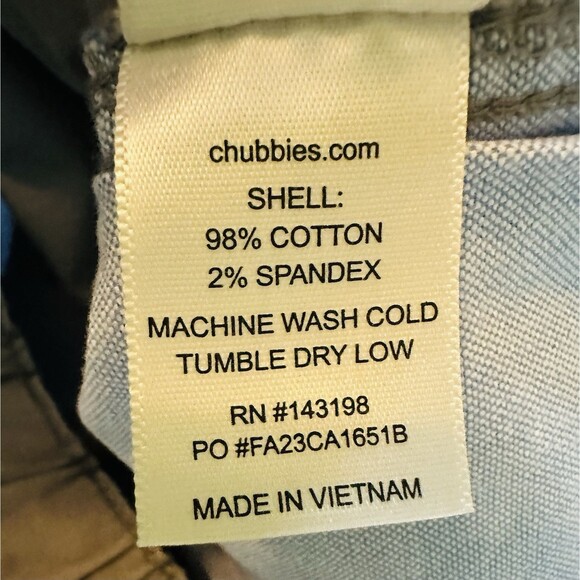 chubbies.com
SHELL:
98% COTTON
2% SPANDEX
MACHINE WASH COLD
TUMBLE DRY LOW
RN #143198
PO #FA23CA1651B
MADE IN VIETNAM